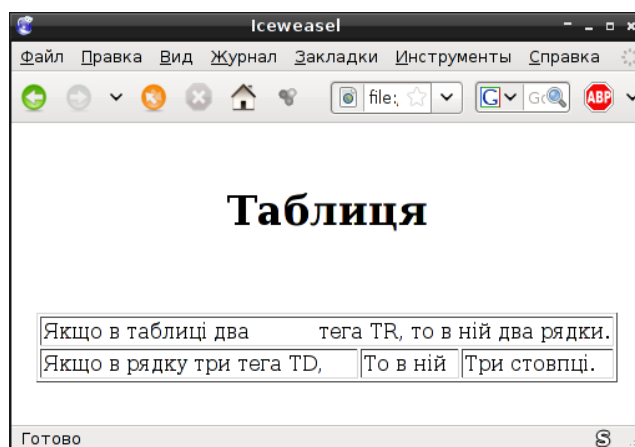 Iceweasel
Файл Правка Вид Журнал Закладки Инструменты Справка
file: G ABP
Таблиця
Якщо в таблиці два тега TR, то в ній два рядки.
Якщо в рядку три тега TD, То в ній Три стовпці.
Готово S